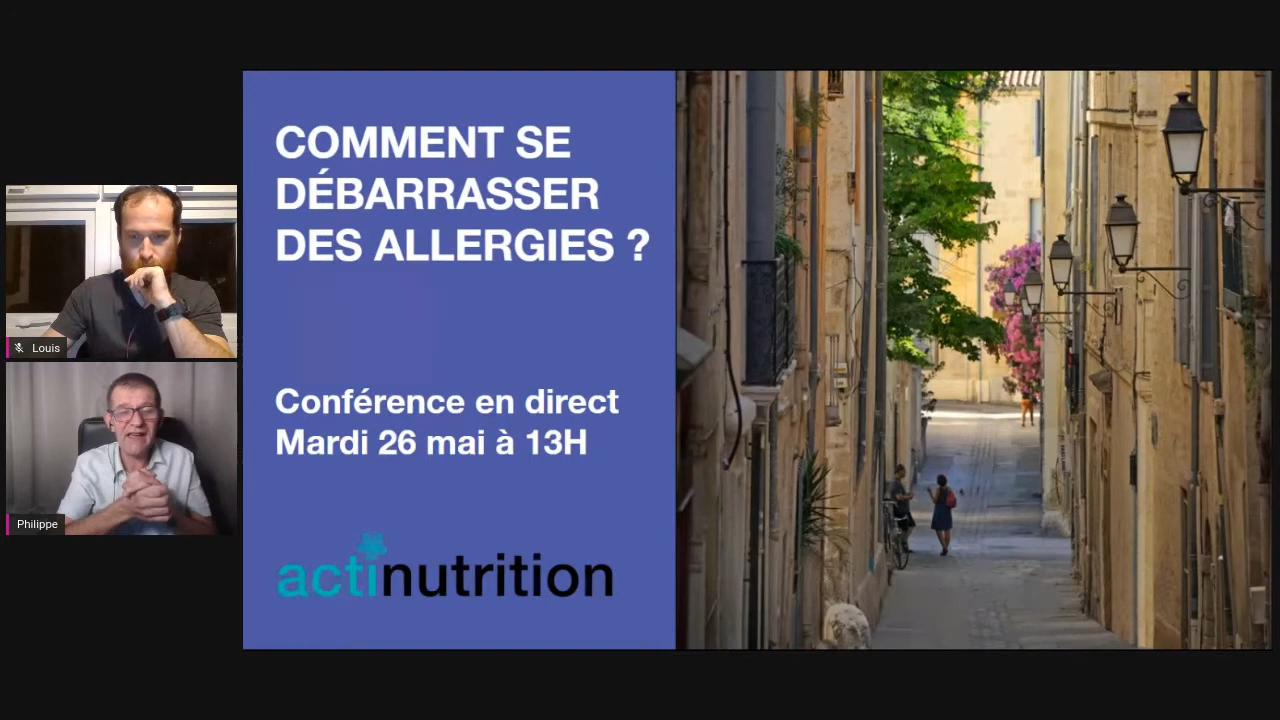 COMMENT SE
DÉBARRASSER
DES ALLERGIES ?
Conférence en direct
Mardi 26 mai à 13H
actinutrition
Louis
Philippe